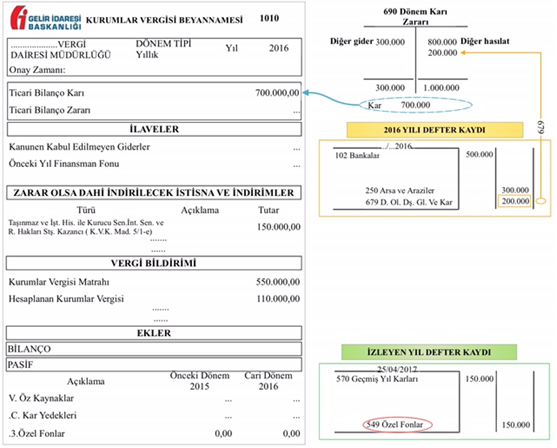 GELİR İDARESİ
BAŞKANLIĞI
KURUMLAR VERGİSİ BEYANNAMESİ 1010
....................VERGİ
DAİRESİ MÜDÜRLÜĞÜ
DÖNEM TİPİ
Yıllık
Yıl 2016
Onay Zamanı:
Ticari Bilanço Karı 700.000,00
Ticari Bilanço Zararı ...
İLAVELER
Kanunen Kabul Edilmeyen Giderler ...
Önceki Yıl Finansman Fonu ...
ZARAR OLSA DAHİ İNDİRİLECEK İSTİSNA VE İNDİRİMLER
Türü Açıklama Tutar
Taşınmaz ve İşt. His. ile Kurucu Sen.İnt. Sen. ve
R. Hakları Stş. Kazancı ( K.V.K. Mad. 5/1-e) 150.000,00
....... .......
VERGİ BİLDİRİMİ
Kurumlar Vergisi Matrahı 550.000,00
Hesaplanan Kurumlar Vergisi 110.000,00
....... ......
EKLER
BİLANÇO
PASİF
Açıklama
Önceki Dönem
2015
Cari Dönem
2016
V. Öz Kaynaklar ... ...
.C. Kar Yedekleri ... ...
.3.Özel Fonlar 0,00 0,00
690 Dönem Karı
Zararı
Diğer gider 300.000 800.000 Diğer hasılat
200.000
300.000 1.000.000
Kar 700.000
679
2016 YILI DEFTER KAYDI
../...2016
102 Bankalar 500.000
250 Arsa ve Araziler 300.000
679 D. Ol. Dş. Gl. Ve Kar 200.000
İZLEYEN YIL DEFTER KAYDI
25/04/2017
570 Geçmiş Yıl Karları 150.000
549 Özel Fonlar 150.000